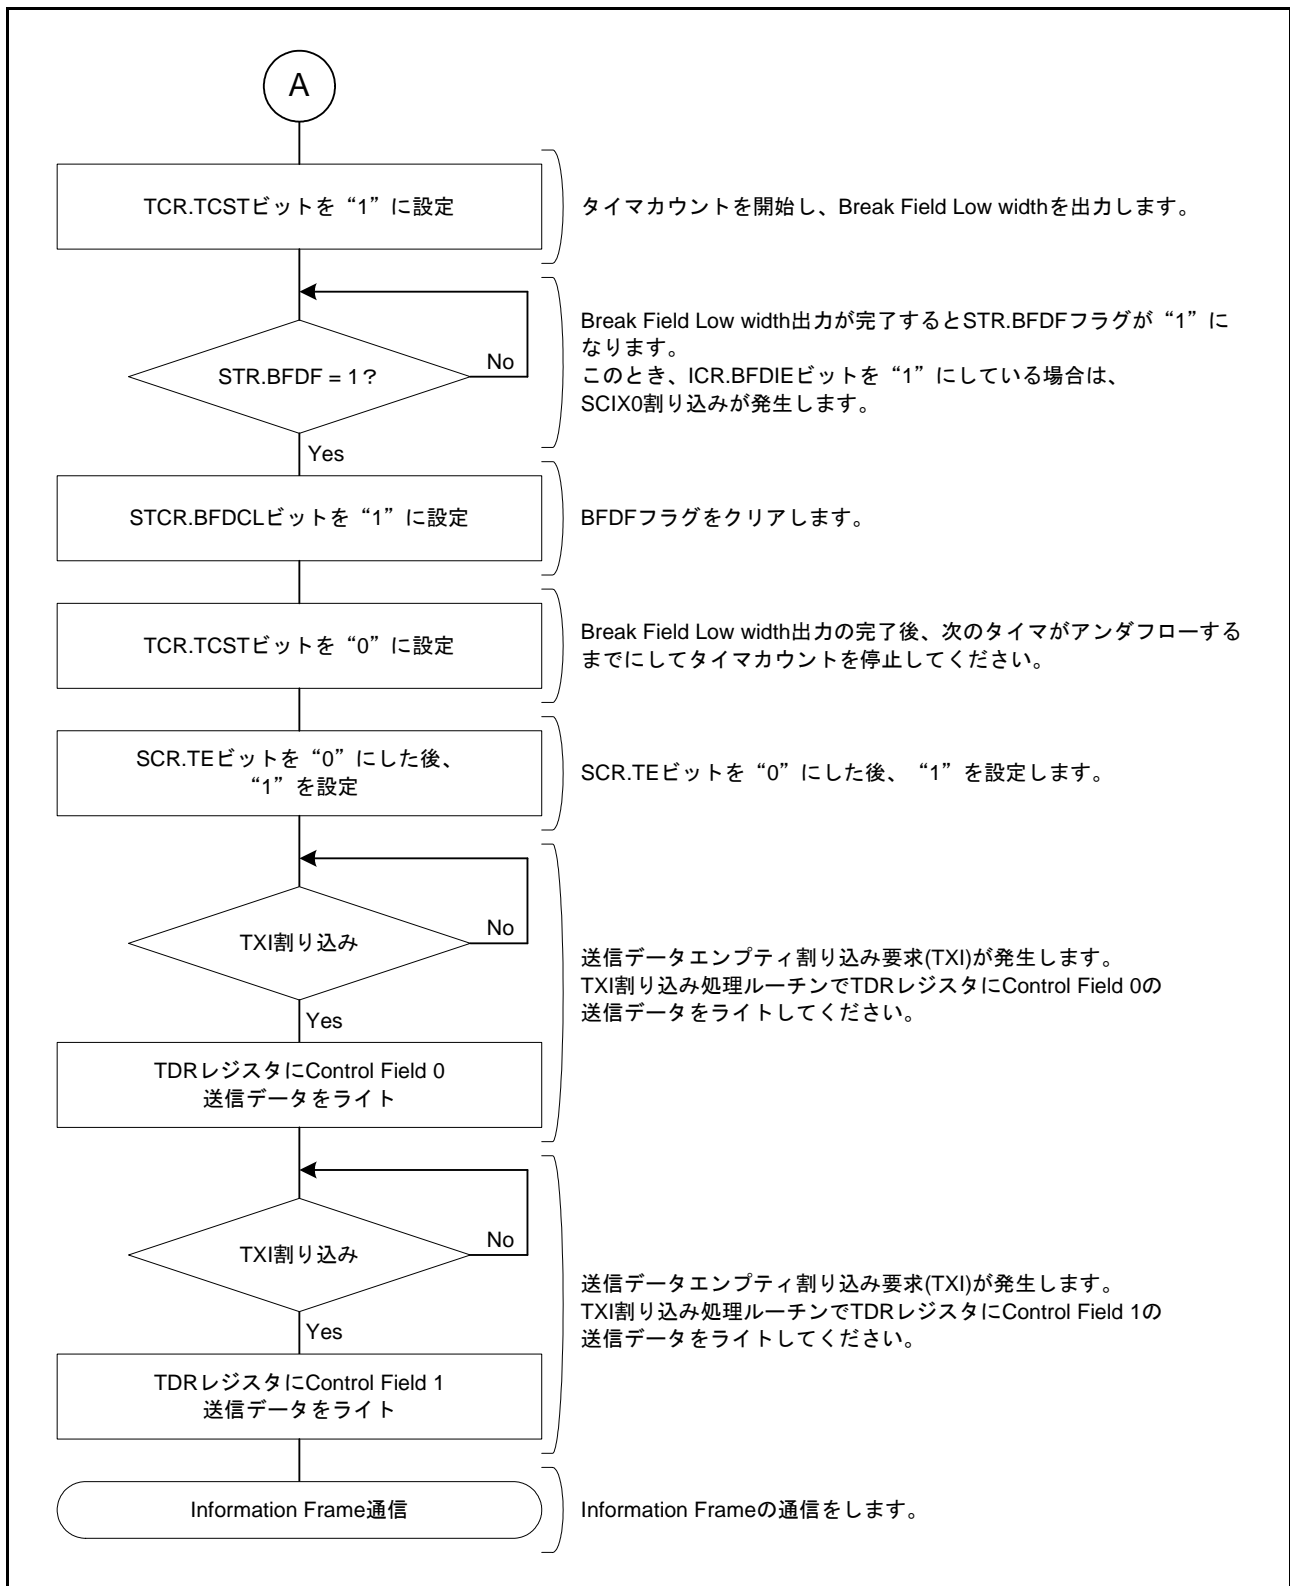 A
TCR.TCSTビットを“1”に設定
タイマカウントを開始し、Break Field Low widthを出力します。
STR.BFDF = 1？
No
Yes
Break Field Low width出力が完了するとSTR.BFDFフラグが“1”に
なります。
このとき、ICR.BFDIEビットを“1”にしている場合は、
SCIX0割り込みが発生します。
STCR.BFDCLビットを“1”に設定
BFDFフラグをクリアします。
TCR.TCSTビットを“0”に設定
Break Field Low width出力の完了後、次のタイマがアンダフローする
までにしてタイマカウントを停止してください。
SCR.TEビットを“0”にした後、
“1”を設定
SCR.TEビットを“0”にした後、“1”を設定します。
TXI割り込み
No
Yes
TDRレジスタにControl Field 0
送信データをライト
送信データエンプティ割り込み要求(TXI)が発生します。
TXI割り込み処理ルーチンでTDRレジスタにControl Field 0の
送信データをライトしてください。
TXI割り込み
No
Yes
TDRレジスタにControl Field 1
送信データをライト
送信データエンプティ割り込み要求(TXI)が発生します。
TXI割り込み処理ルーチンでTDRレジスタにControl Field 1の
送信データをライトしてください。
Information Frame通信
Information Frameの通信をします。